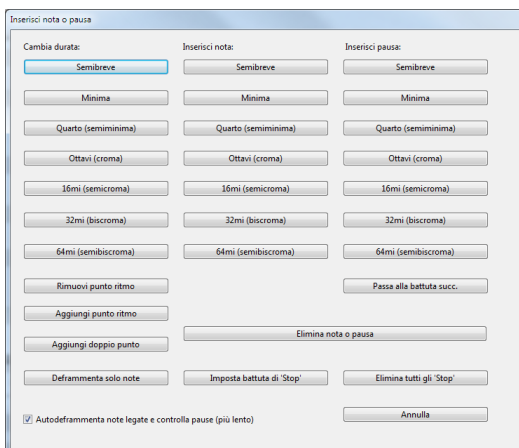 Inserisci nota o pausa
Cambia durata: Inserisci nota: Inserisci pausa:
Semibreve Semibreve Semibreve
Minima Minima Minima
Quarto (semiminima) Quarto (semiminima) Quarto (semiminima)
Ottavi (croma) Ottavi (croma) Ottavi (croma)
16mi (semicroma) 16mi (semicroma) 16mi (semicroma)
32mi (biscroma) 32mi (biscroma) 32mi (biscroma)
64mi (semibiscroma) 64mi (semibiscroma) 64mi (semibiscroma)
Rimuovi punto ritmo Passa alla battuta succ.
Aggiungi punto ritmo
Elimina nota o pausa
Aggiungi doppio punto
Deframmenta solo note Imposta battuta di 'Stop' Elimina tutti gli 'Stop'
Autodeframmenta note legate e controlla pause (più lento) Annulla